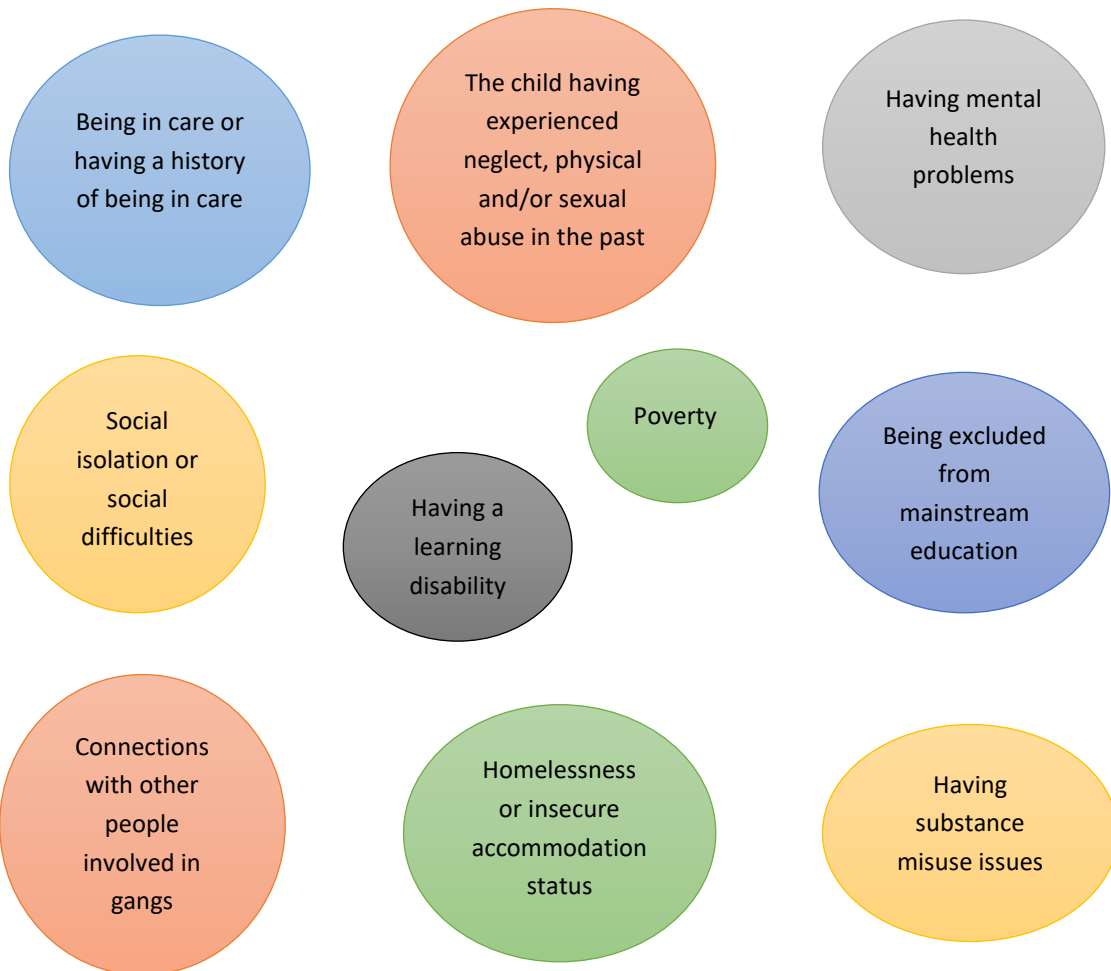 Being in care or
having a history
of being in care
The child having
experienced
neglect, physical
and/or sexual
abuse in the past
Having mental
health
problems
Social
isolation or
social
difficulties
Having a
learning
disability
Poverty
Being excluded
from
mainstream
education
Connections
with other
people
involved in
gangs
Homelessness
or insecure
accommodation
status
Having
substance
misuse issues